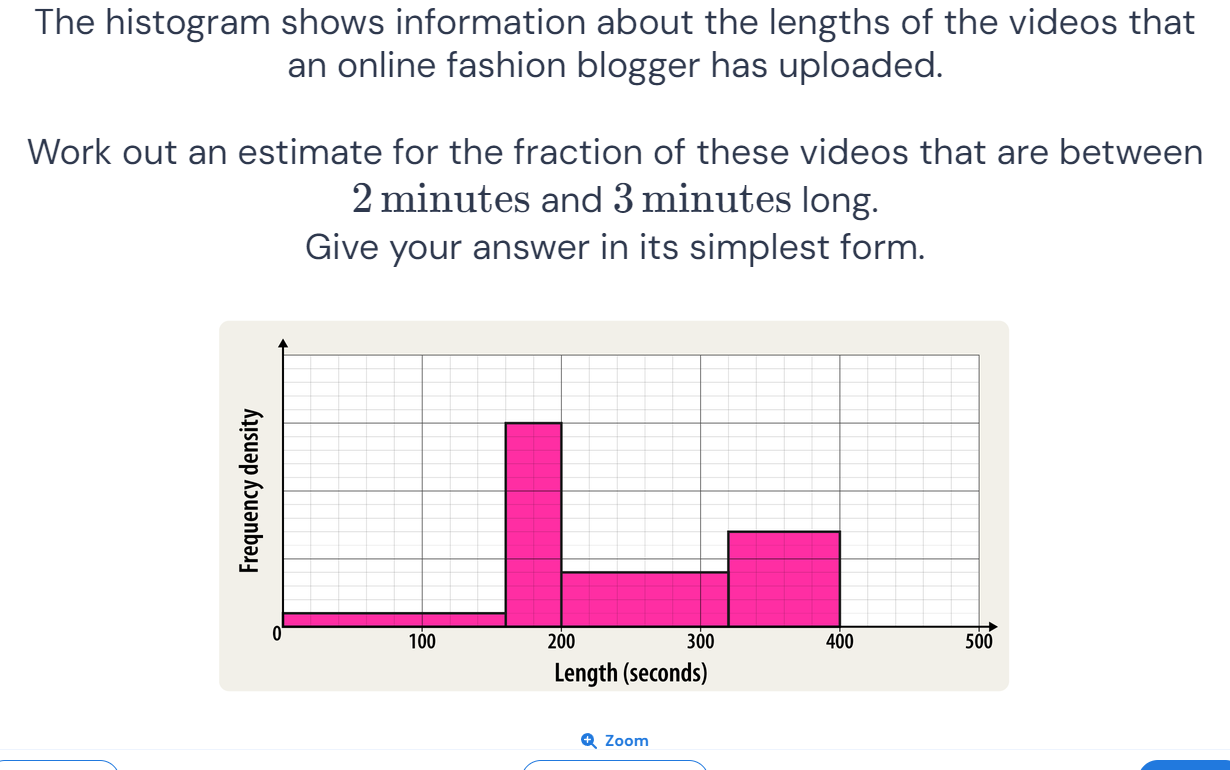 The histogram shows information about the lengths of the videos that
an online fashion blogger has uploaded.
Work out an estimate for the fraction of these videos that are between
2 minutes and 3 minutes long.
Give your answer in its simplest form.
Frequency density
0
100
200
300
400
500
Length (seconds)
Zoom